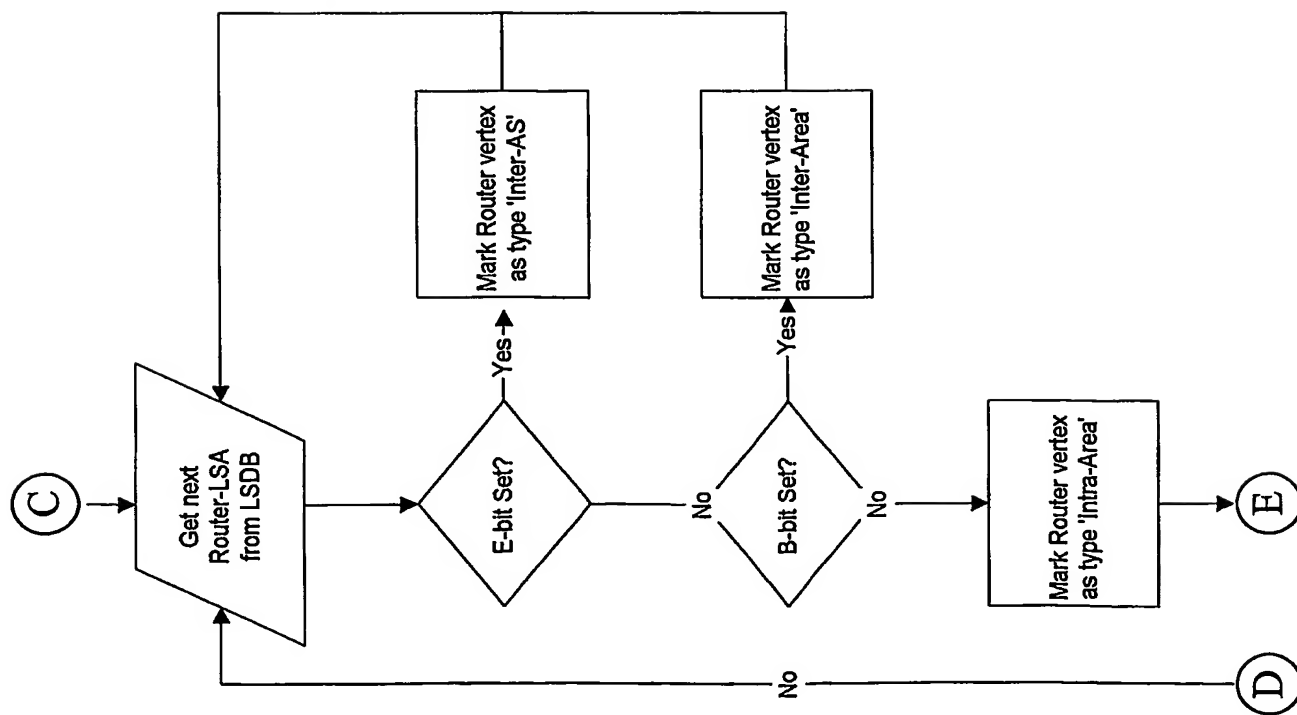 C
Get next
Router-LSA
from LSDB
E-bit Set?
Yes
Mark Router vertex
as type 'Inter-AS'
No
B-bit Set?
Yes
Mark Router vertex
as type 'Inter-Area'
No
Mark Router vertex
as type 'Intra-Area'
E
No
D